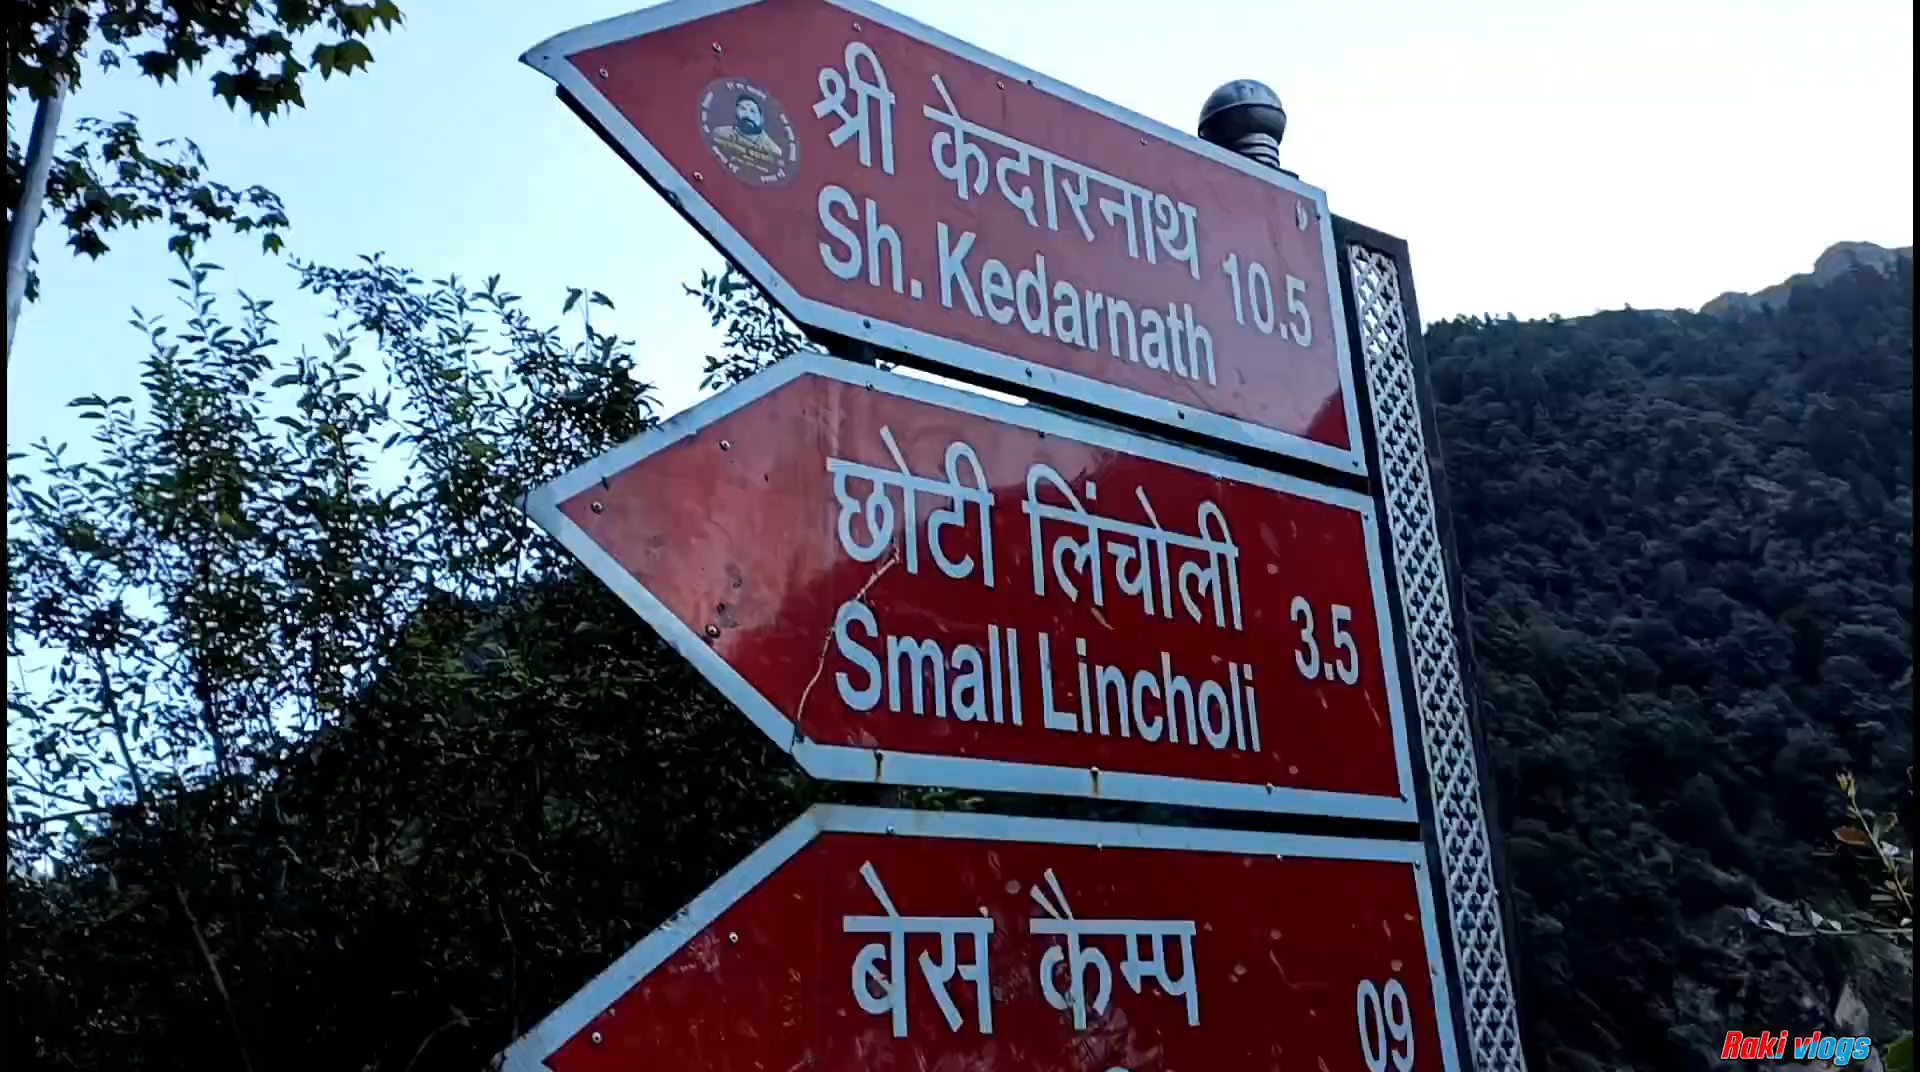 श्री केदारनाथ
Sh. Kedarnath 10.5
छोटी लिंचोली
Small Lincholi 3.5
बेस कैम्प
09
Raki vlogs